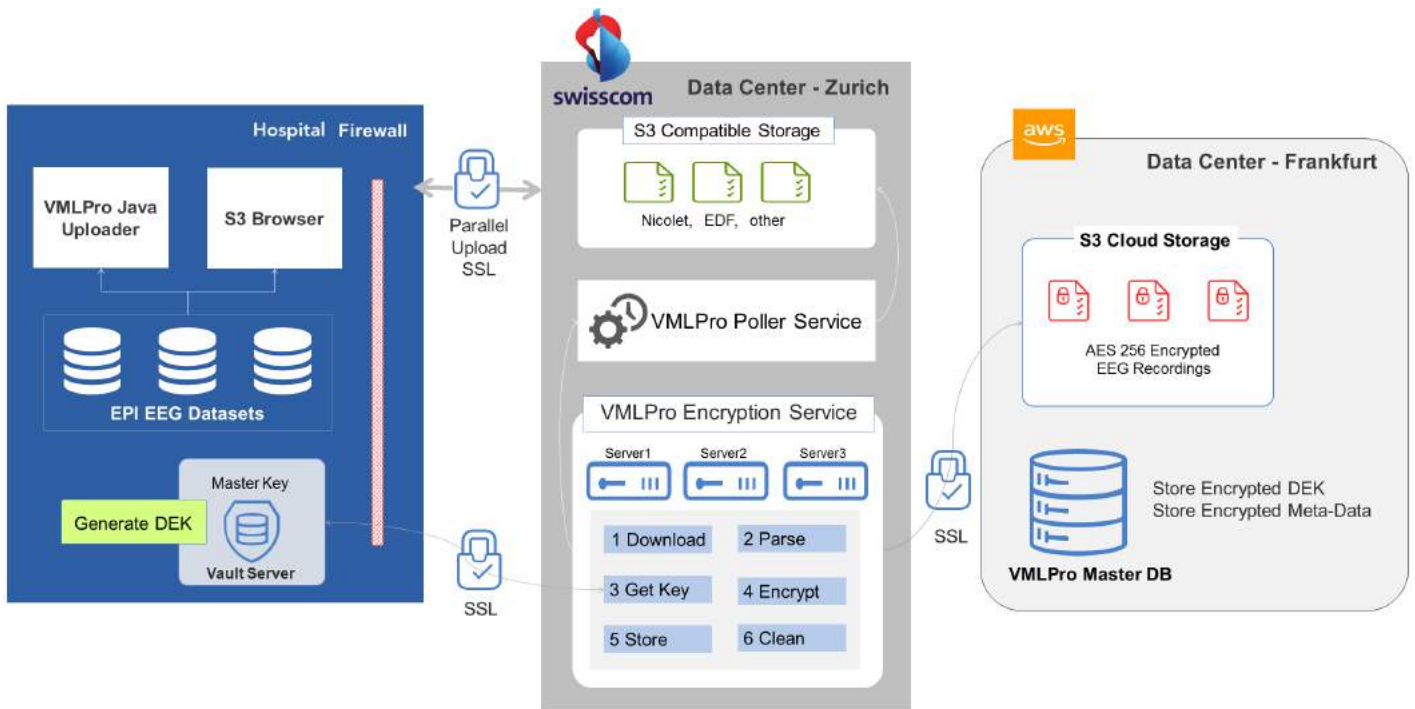 swisscom
Data Center - Zurich
Hospital Firewall
VMLPro Java
Uploader
S3 Browser
EPI EEG Datasets
Master Key
Generate DEK
Vault Server
Parallel
Upload
SSL
SSL
S3 Compatible Storage
Nicolet, EDF, other
VMLPro Poller Service
VMLPro Encryption Service
Server1
Server2
Server3
1 Download
2 Parse
3 Get Key
4 Encrypt
5 Store
6 Clean
SSL
aws
Data Center - Frankfurt
S3 Cloud Storage
AES 256 Encrypted
EEG Recordings
Store Encrypted DEK
Store Encrypted Meta-Data
VMLPro Master DB